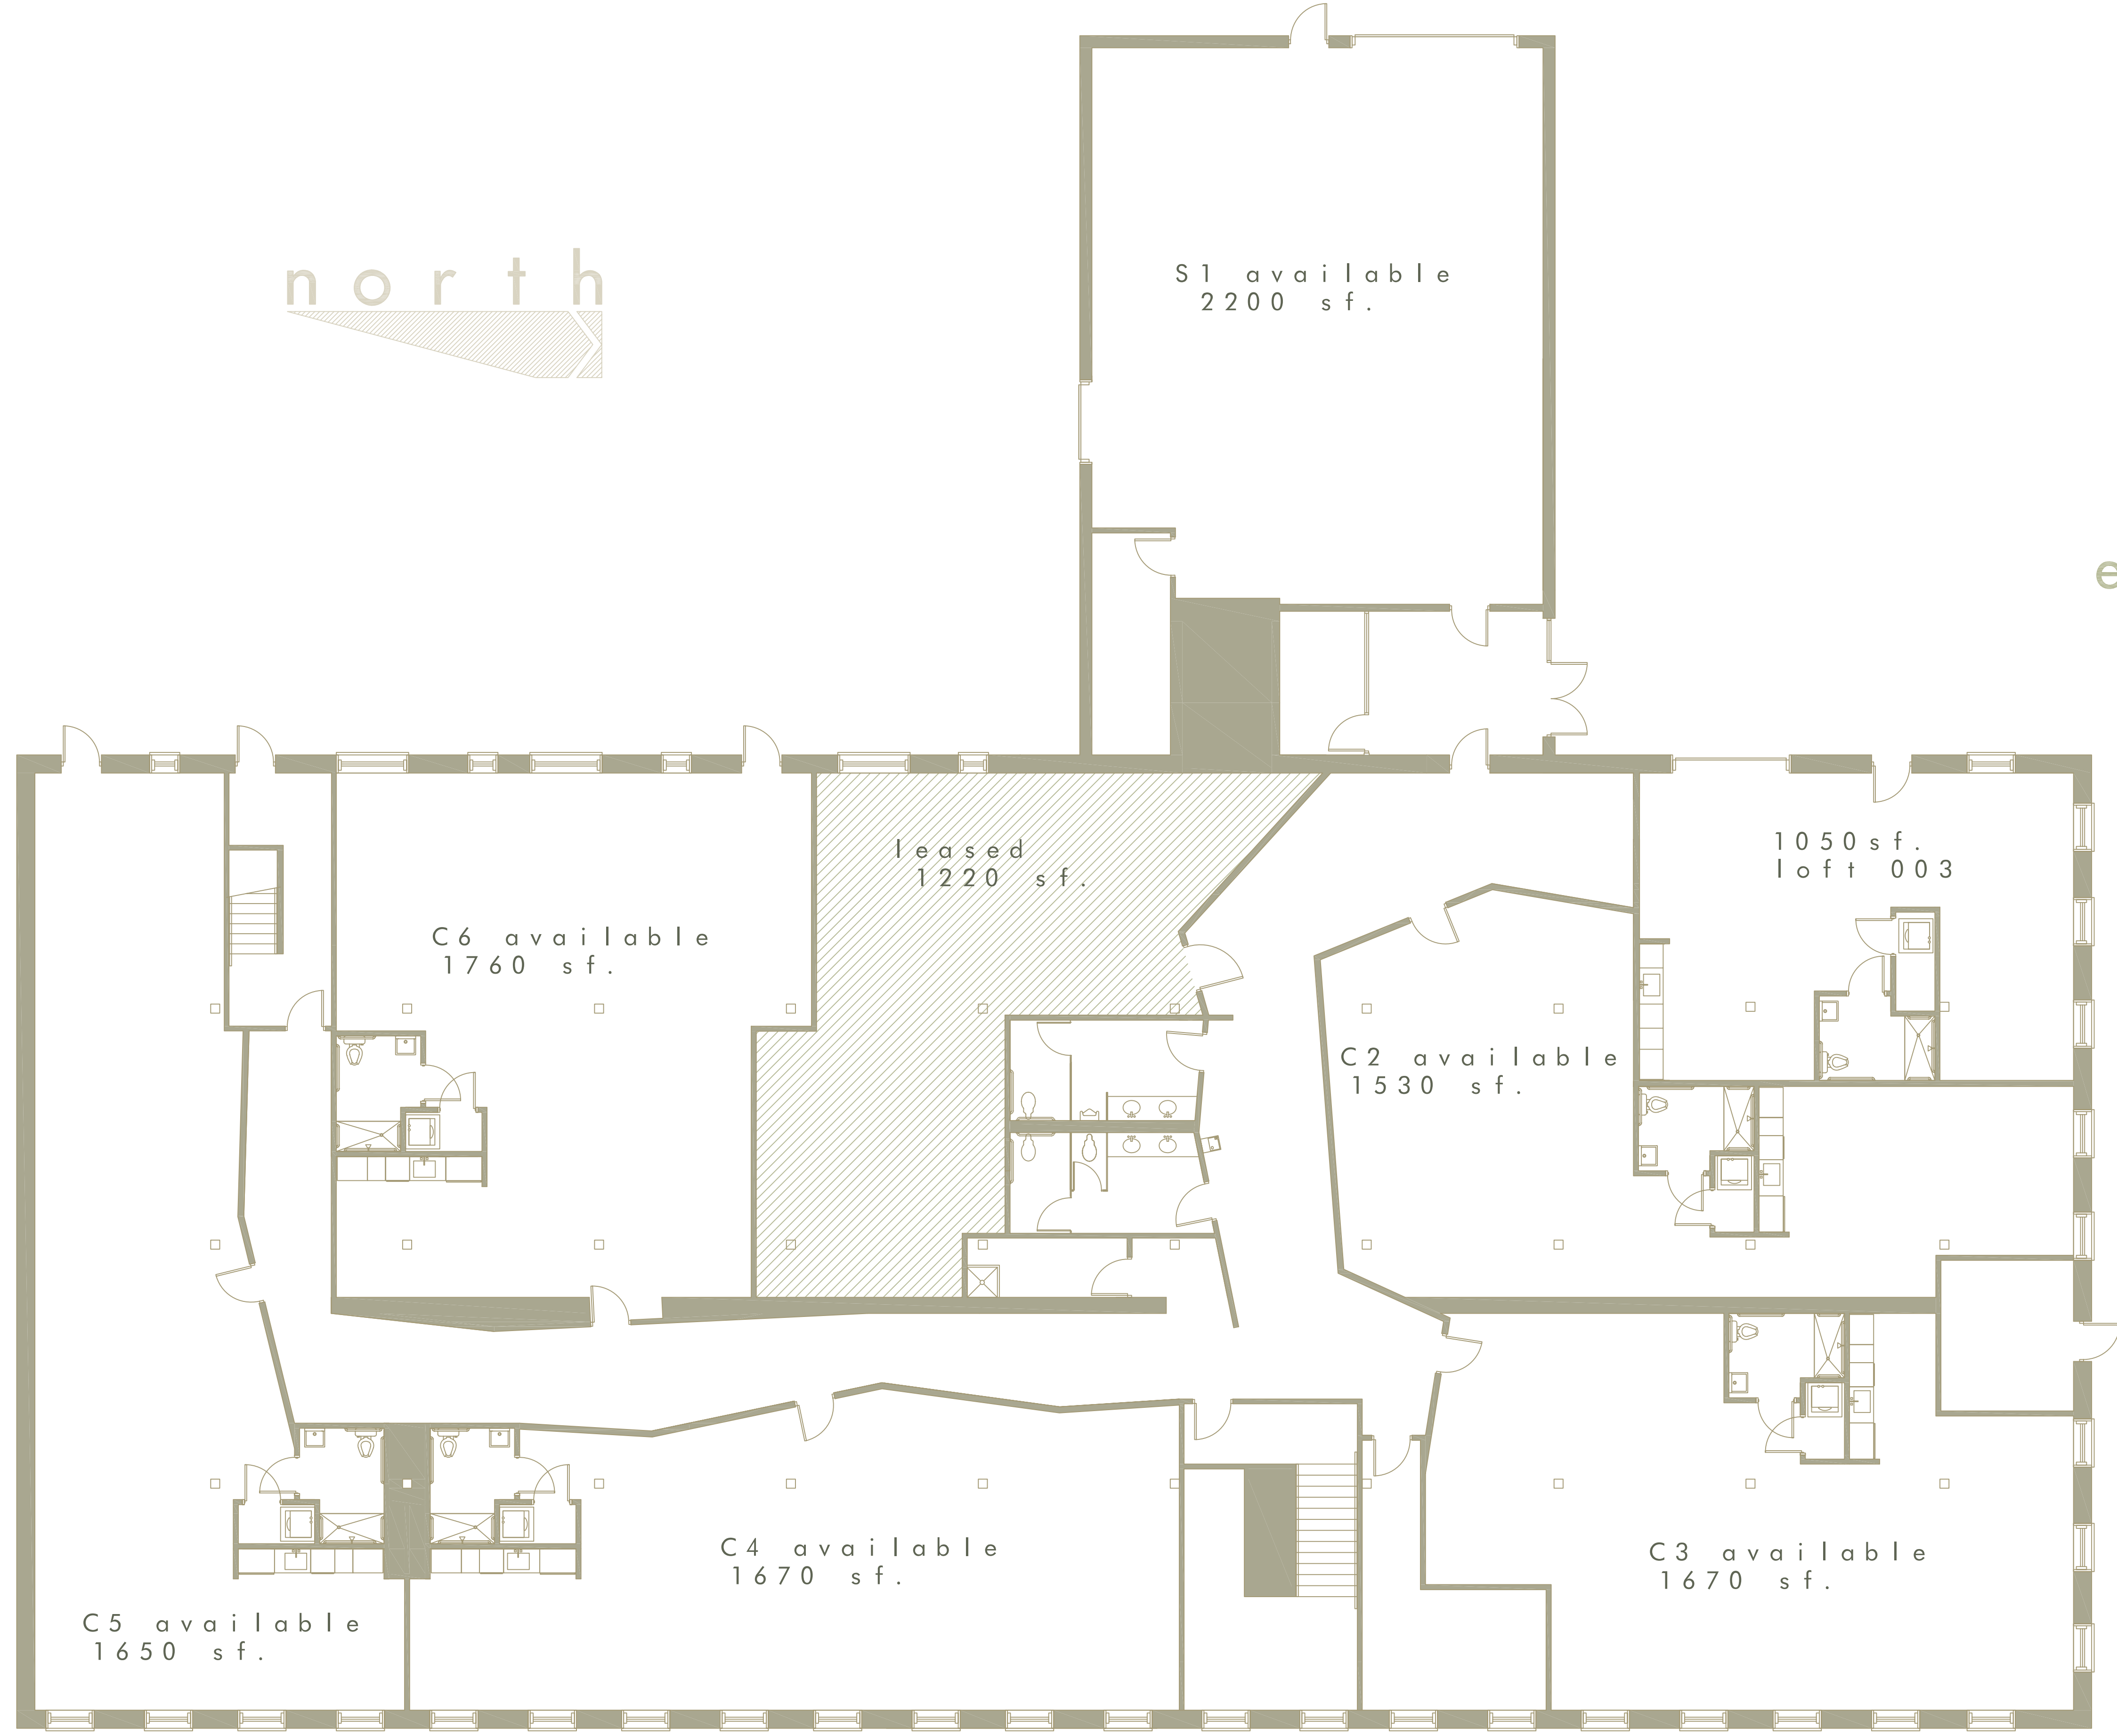 north
S1 available
2200 sf.
e
leased
1220 sf.
1050sf.
loft 003
C6 available
1760 sf.
C2 available
1530 sf.
C4 available
1670 sf.
C3 available
1670 sf.
C5 available
1650 sf.